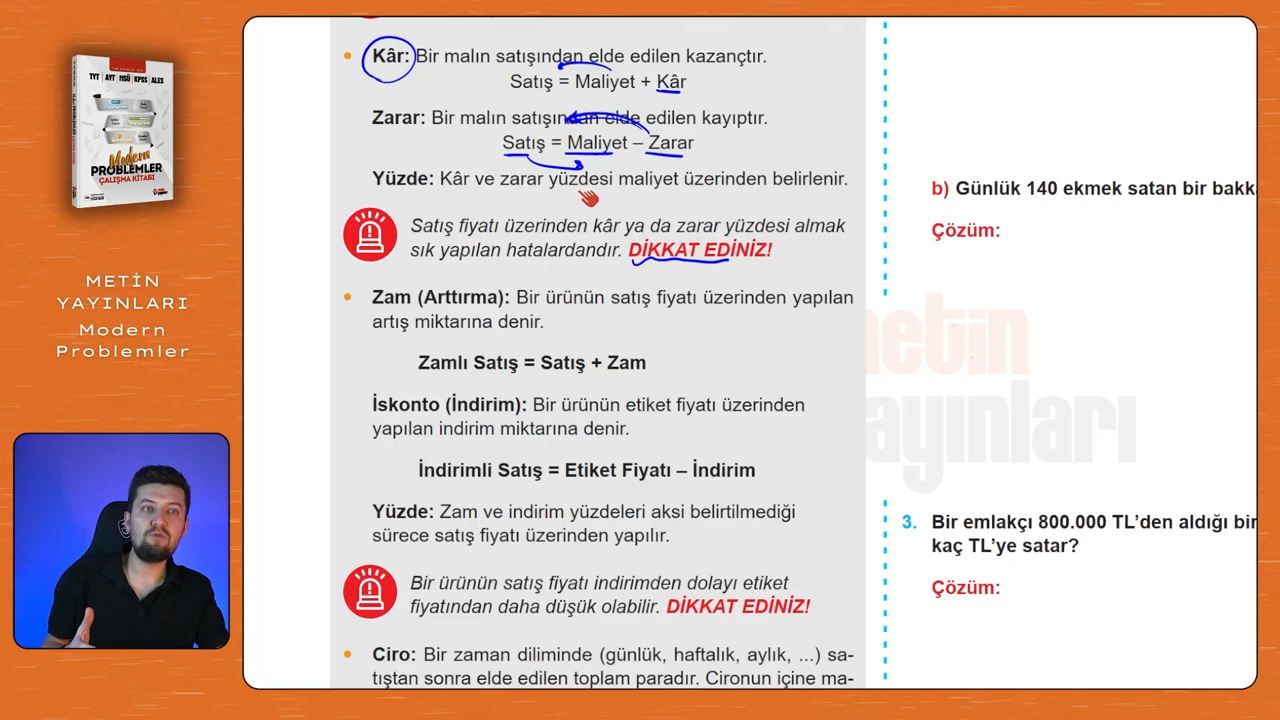 TYT AYT MSÜ KPSS ALES
Modern
PROBLEMLER
ÇALIŞMA KİTABI
METİN
YAYINLARI
Modern
Problemler
• Kâr: Bir malın satışından elde edilen kazançtır.
Satış = Maliyet + Kâr
Zarar: Bir malın satışından elde edilen kayıptır.
Satış = Maliyet – Zarar
Yüzde: Kâr ve zarar yüzdesi maliyet üzerinden belirlenir.
Satış fiyatı üzerinden kâr ya da zarar yüzdesi almak
sık yapılan hatalardandır. DİKKAT EDİNİZ!
• Zam (Arttırma): Bir ürünün satış fiyatı üzerinden yapılan
artış miktarına denir.
Zamlı Satış = Satış + Zam
İskonto (İndirim): Bir ürünün etiket fiyatı üzerinden
yapılan indirim miktarına denir.
İndirimli Satış = Etiket Fiyatı – İndirim
Yüzde: Zam ve indirim yüzdeleri aksi belirtilmediği
sürece satış fiyatı üzerinden yapılır.
Bir ürünün satış fiyatı indirimden dolayı etiket
fiyatından daha düşük olabilir. DİKKAT EDİNİZ!
• Ciro: Bir zaman diliminde (günlük, haftalık, aylık, ...) sa-
tıştan sonra elde edilen toplam paradır. Cironun içine ma-
b) Günlük 140 ekmek satan bir bakk
Çözüm:
metin
yayınları
3. Bir emlakçı 800.000 TL’den aldığı bir
kaç TL’ye satar?
Çözüm: